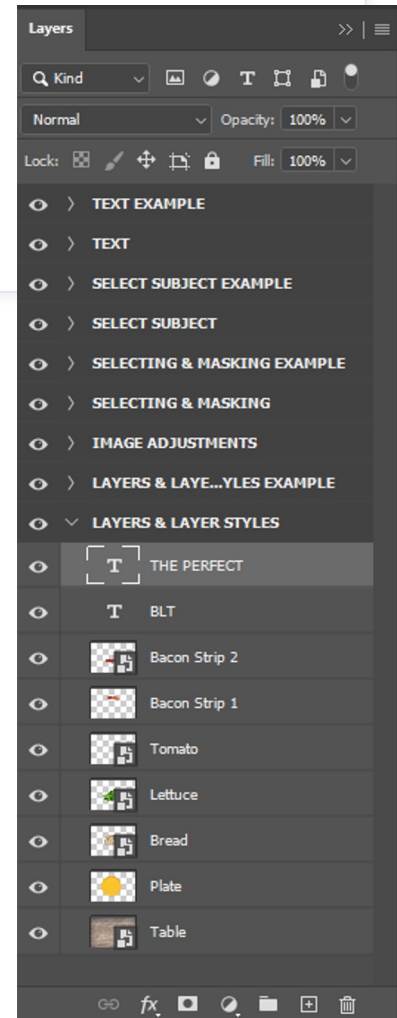 Layers
Kind
Normal Opacity: 100%
Lock: Fill: 100%
TEXT EXAMPLE
TEXT
SELECT SUBJECT EXAMPLE
SELECT SUBJECT
SELECTING & MASKING EXAMPLE
SELECTING & MASKING
IMAGE ADJUSTMENTS
LAYERS & LAYE...YLES EXAMPLE
LAYERS & LAYER STYLES
T THE PERFECT
T BLT
Bacon Strip 2
Bacon Strip 1
Tomato
Lettuce
Bread
Plate
Table
fx